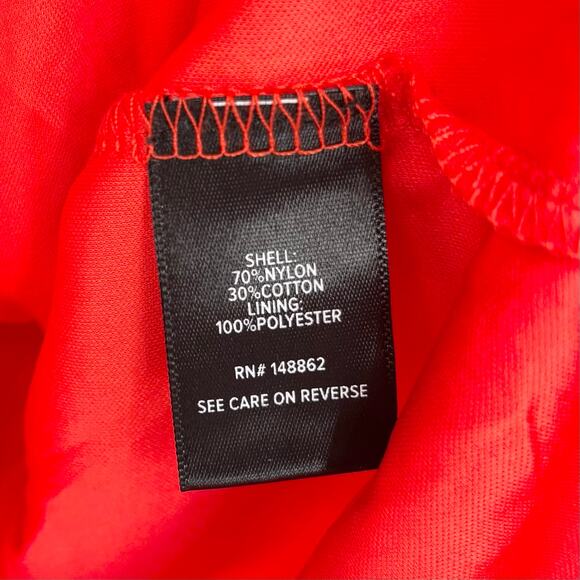 SHELL:
70%NYLON
30%COTTON
LINING:
100%POLYESTER
RN# 148862
SEE CARE ON REVERSE